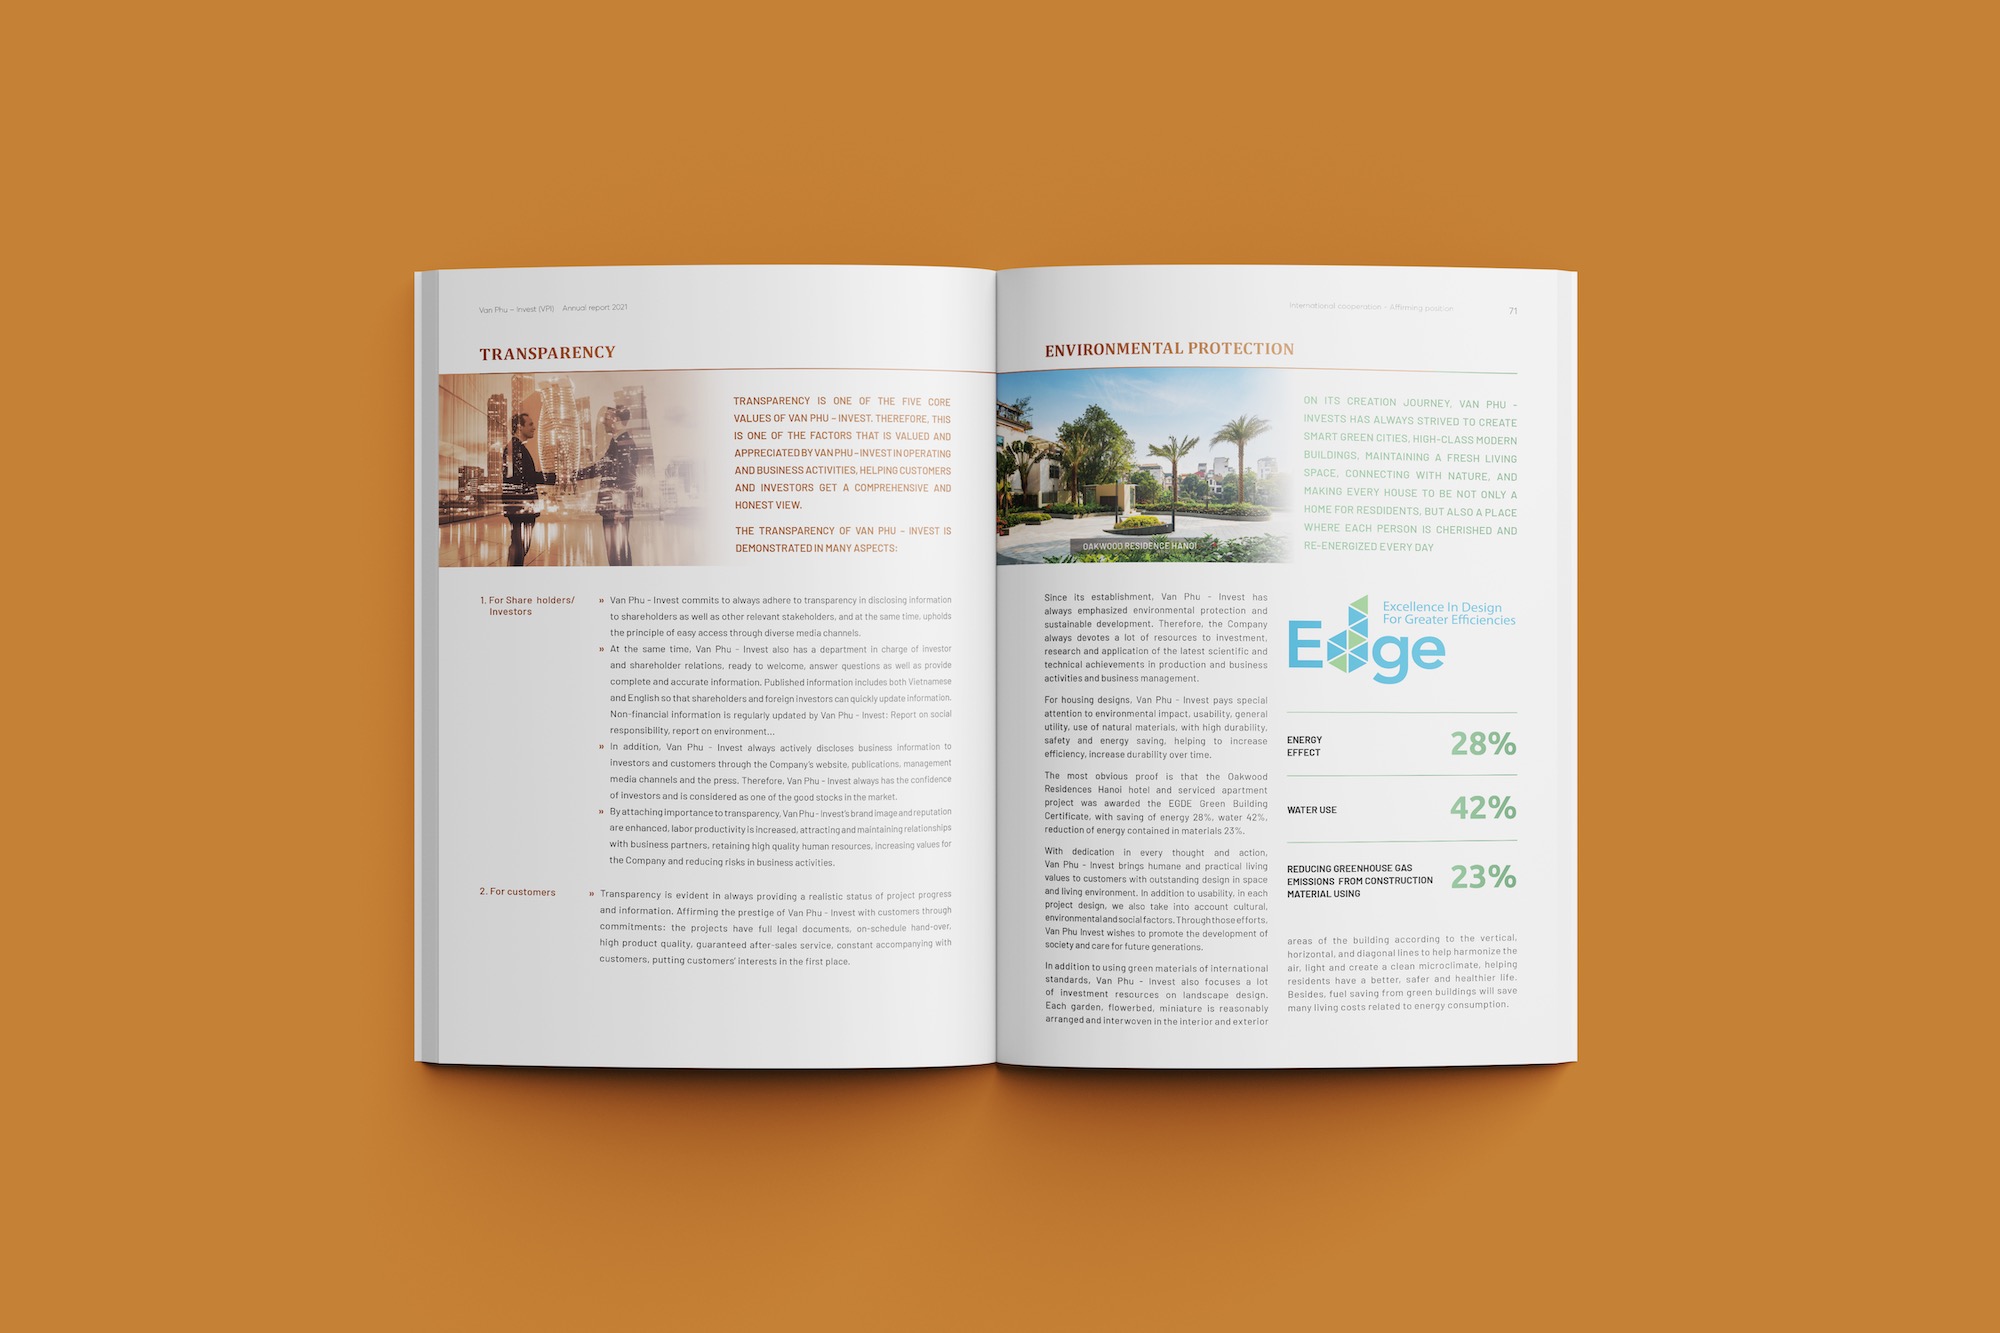 Van Phu – Invest (VPI) Annual report 2021
TRANSPARENCY
TRANSPARENCY IS ONE OF THE FIVE CORE
VALUES OF VAN PHU – INVEST. THEREFORE, THIS
IS ONE OF THE FACTORS THAT IS VALUED AND
APPRECIATED BY VAN PHU – INVEST IN OPERATING
AND BUSINESS ACTIVITIES, HELPING CUSTOMERS
AND INVESTORS GET A COMPREHENSIVE AND
HONEST VIEW.
THE TRANSPARENCY OF VAN PHU – INVEST IS
DEMONSTRATED IN MANY ASPECTS:
1. For Share holders/
Investors
» Van Phu - Invest commits to always adhere to transparency in disclosing information
to shareholders as well as other relevant stakeholders, and at the same time, upholds
the principle of easy access through diverse media channels.
» At the same time, Van Phu - Invest also has a department in charge of investor
and shareholder relations, ready to welcome, answer questions as well as provide
complete and accurate information. Published information includes both Vietnamese
and English so that shareholders and foreign investors can quickly update information.
Non-financial information is regularly updated by Van Phu - Invest: Report on social
responsibility, report on environment...
» In addition, Van Phu - Invest always actively discloses business information to
investors and customers through the Company's website, publications, management
media channels and the press. Therefore, Van Phu - Invest always has the confidence
of investors and is considered as one of the good stocks in the market.
» By attaching importance to transparency, Van Phu - Invest's brand image and reputation
are enhanced, labor productivity is increased, attracting and maintaining relationships
with business partners, retaining high quality human resources, increasing values for
the Company and reducing risks in business activities.
2. For customers
» Transparency is evident in always providing a realistic status of project progress
and information. Affirming the prestige of Van Phu - Invest with customers through
commitments: the projects have full legal documents, on-schedule hand-over,
high product quality, guaranteed after-sales service, constant accompanying with
customers, putting customers' interests in the first place.
International cooperation – Affirming position 71
ENVIRONMENTAL PROTECTION
OAKWOOD RESIDENCE HANOI
ON ITS CREATION JOURNEY, VAN PHU -
INVESTS HAS ALWAYS STRIVED TO CREATE
SMART GREEN CITIES, HIGH-CLASS MODERN
BUILDINGS, MAINTAINING A FRESH LIVING
SPACE, CONNECTING WITH NATURE, AND
MAKING EVERY HOUSE TO BE NOT ONLY A
HOME FOR RESDIDENTS, BUT ALSO A PLACE
WHERE EACH PERSON IS CHERISHED AND
RE-ENERGIZED EVERY DAY
Since its establishment, Van Phu - Invest has
always emphasized environmental protection and
sustainable development. Therefore, the Company
always devotes a lot of resources to investment,
research and application of the latest scientific and
technical achievements in production and business
activities and business management.
For housing designs, Van Phu - Invest pays special
attention to environmental impact, usability, general
utility, use of natural materials, with high durability,
safety and energy saving, helping to increase
efficiency, increase durability over time.
The most obvious proof is that the Oakwood
Residences Hanoi hotel and serviced apartment
project was awarded the EGDE Green Building
Certificate, with saving of energy 28%, water 42%,
reduction of energy contained in materials 23%.
With dedication in every thought and action,
Van Phu - Invest brings humane and practical living
values to customers with outstanding design in space
and living environment. In addition to usability, in each
project design, we also take into account cultural,
environmental and social factors. Through those efforts,
Van Phu Invest wishes to promote the development of
society and care for future generations.
In addition to using green materials of international
standards, Van Phu - Invest also focuses a lot
of investment resources on landscape design.
Each garden, flowerbed, miniature is reasonably
arranged and interwoven in the interior and exterior
Edge
Excellence In Design
For Greater Efficiencies
ENERGY
EFFECT
28%
WATER USE
42%
REDUCING GREENHOUSE GAS
EMISSIONS FROM CONSTRUCTION
MATERIAL USING
23%
areas of the building according to the vertical,
horizontal, and diagonal lines to help harmonize the
air, light and create a clean microclimate, helping
residents have a better, safer and healthier life.
Besides, fuel saving from green buildings will save
many living costs related to energy consumption.